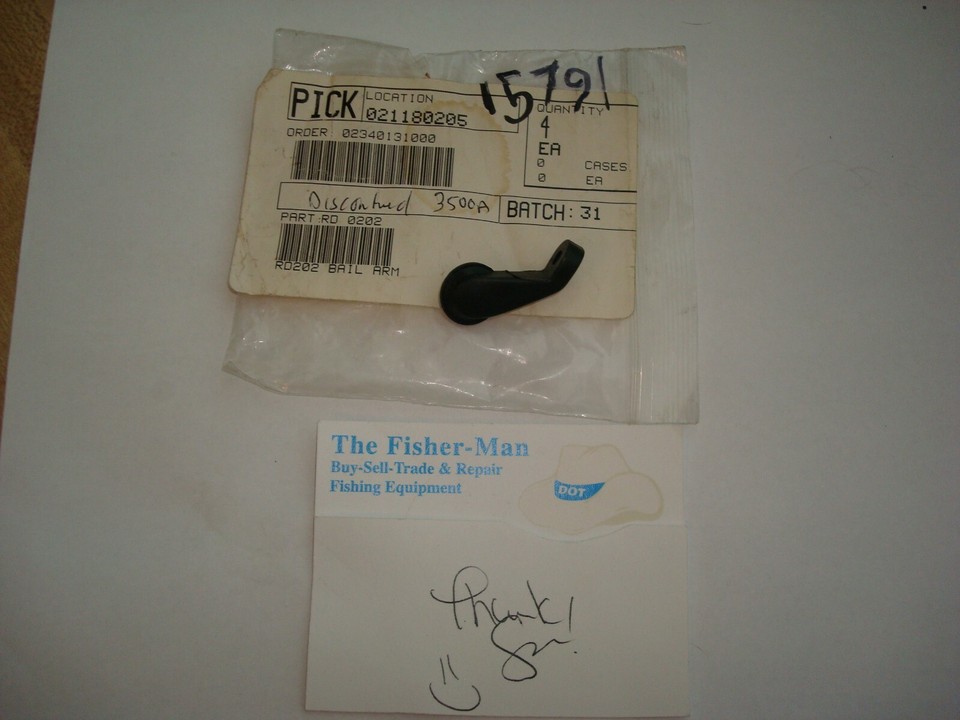 15791
PICK
LOCATION
021180205
QUANTITY
4
EA
0 CASES
0 EA
ORDER: 02340131000
Discontued 3500A
BATCH: 31
PART:RD 0202
RD202 BAIL ARM
The Fisher-Man
Buy-Sell-Trade & Repair
Fishing Equipment
DOT